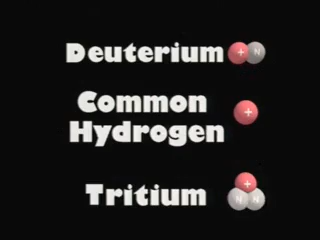 Deuterium + N
Common
Hydrogen +
+
Tritium N N